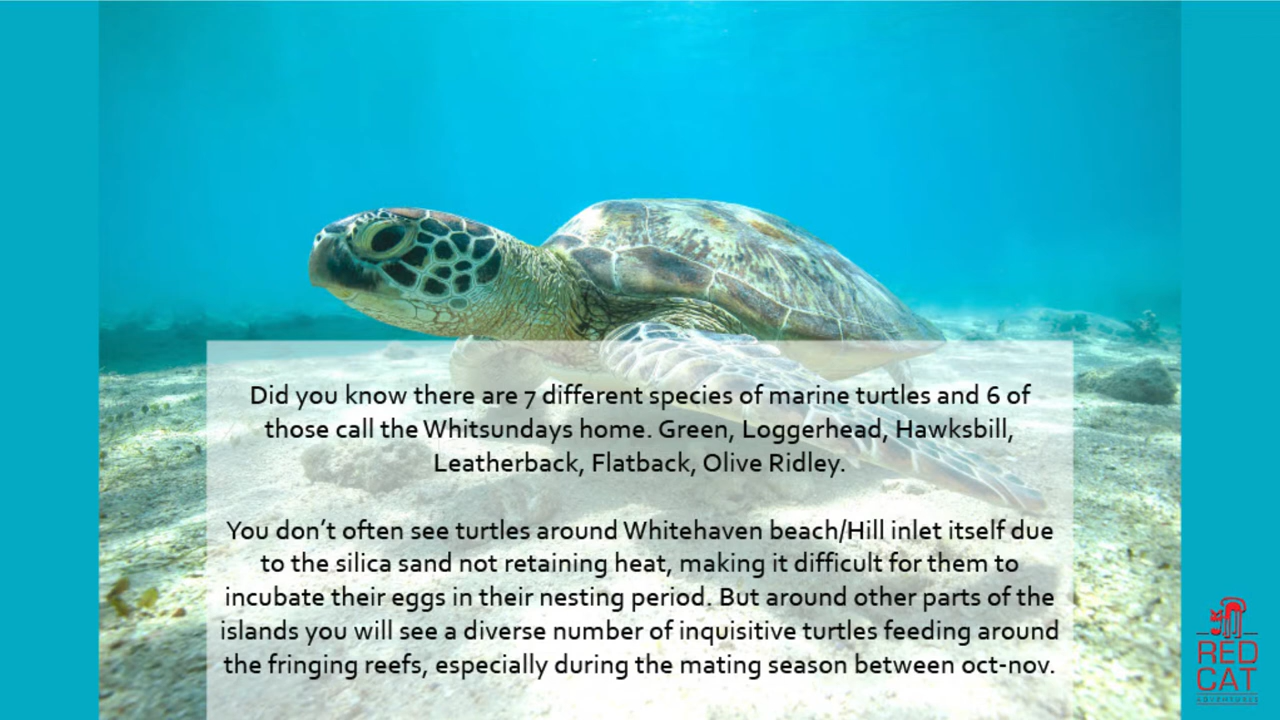 Did you know there are 7 different species of marine turtles and 6 of
those call the Whitsundays home. Green, Loggerhead, Hawksbill,
Leatherback, Flatback, Olive Ridley.
You don’t often see turtles around Whitehaven beach/Hill inlet itself due
to the silica sand not retaining heat, making it difficult for them to
incubate their eggs in their nesting period. But around other parts of the
islands you will see a diverse number of inquisitive turtles feeding around
the fringing reefs, especially during the mating season between oct-nov.
RED
CAT
ADVENTURES